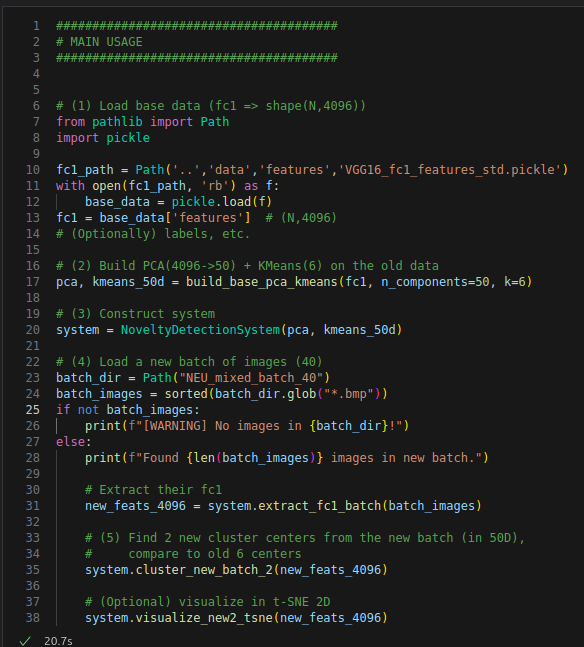 1 #######################################
2 # MAIN USAGE
3 #######################################
4
5
6 # (1) Load base data (fc1 => shape(N,4096))
7 from pathlib import Path
8 import pickle
9
10 fc1_path = Path('..','data','features','VGG16_fc1_features_std.pickle')
11 with open(fc1_path, 'rb') as f:
12     base_data = pickle.load(f)
13 fc1 = base_data['features']  # (N,4096)
14 # (Optionally) labels, etc.
15
16 # (2) Build PCA(4096->50) + KMeans(6) on the old data
17 pca, kmeans_50d = build_base_pca_kmeans(fc1, n_components=50, k=6)
18
19 # (3) Construct system
20 system = NoveltyDetectionSystem(pca, kmeans_50d)
21
22 # (4) Load a new batch of images (40)
23 batch_dir = Path("NEU_mixed_batch_40")
24 batch_images = sorted(batch_dir.glob("*.bmp"))
25 if not batch_images:
26     print(f"[WARNING] No images in {batch_dir}!")
27 else:
28     print(f"Found {len(batch_images)} images in new batch.")
29
30     # Extract their fc1
31     new_feats_4096 = system.extract_fc1_batch(batch_images)
32
33     # (5) Find 2 new cluster centers from the new batch (in 50D),
34     #     compare to old 6 centers
35     system.cluster_new_batch_2(new_feats_4096)
36
37     # (Optional) visualize in t-SNE 2D
38     system.visualize_new2_tsne(new_feats_4096)
20.7s